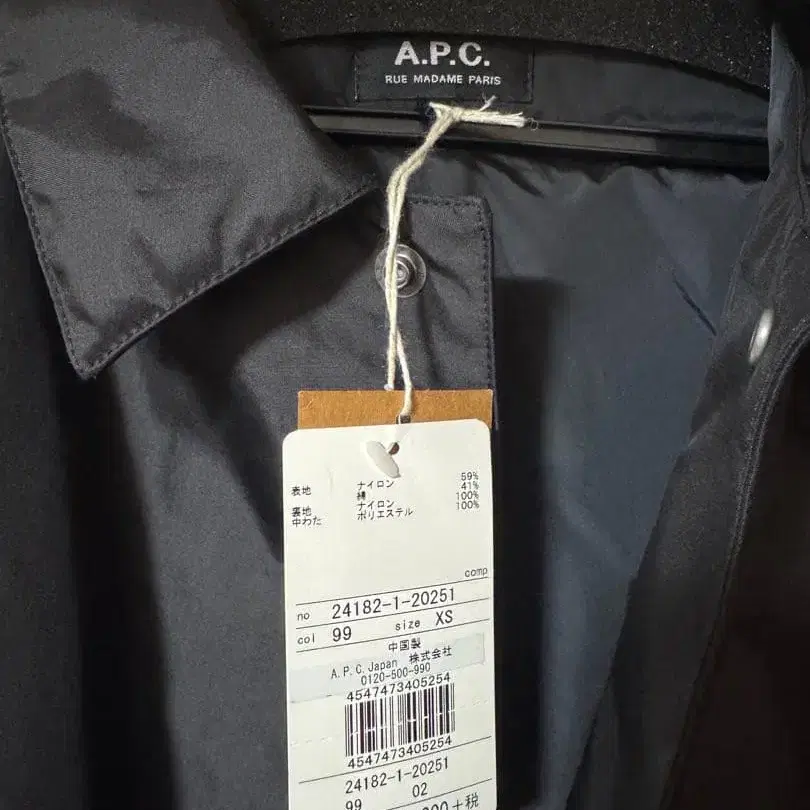 A.P.C.
RUE MADAME PARIS
表地 ナイロン 59%
綿 41%
裏地 ナイロン 100%
中わた ポリエステル 100%
comp
no 24182-1-20251
col 99 size XS
中国製
A.P.C.Japan 株式会社
0120-500-990
4547473405254
4547473405254
24182-1-20251
99 02
00+税